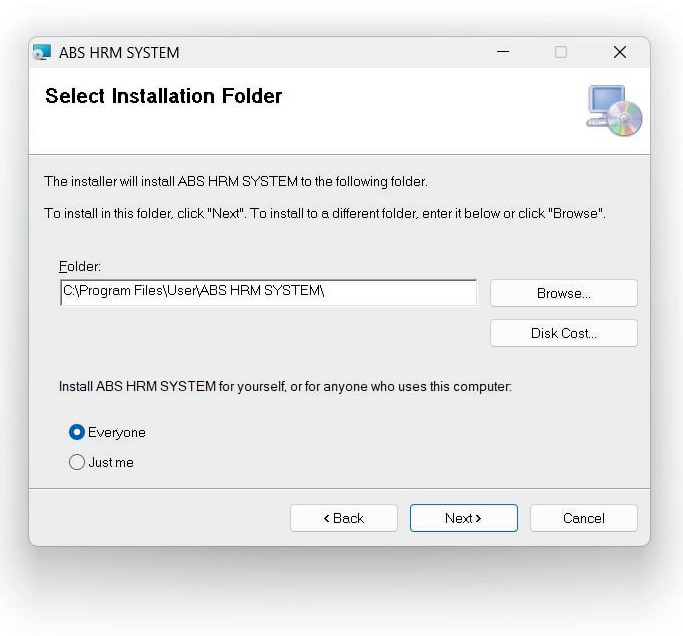 ABS HRM SYSTEM
Select Installation Folder
The installer will install ABS HRM SYSTEM to the following folder.
To install in this folder, click "Next". To install to a different folder, enter it below or click "Browse".
Folder:
C:\Program Files\User\ABS HRM SYSTEM\
Browse...
Disk Cost...
Install ABS HRM SYSTEM for yourself, or for anyone who uses this computer:
Everyone
Just me
< Back
Next >
Cancel